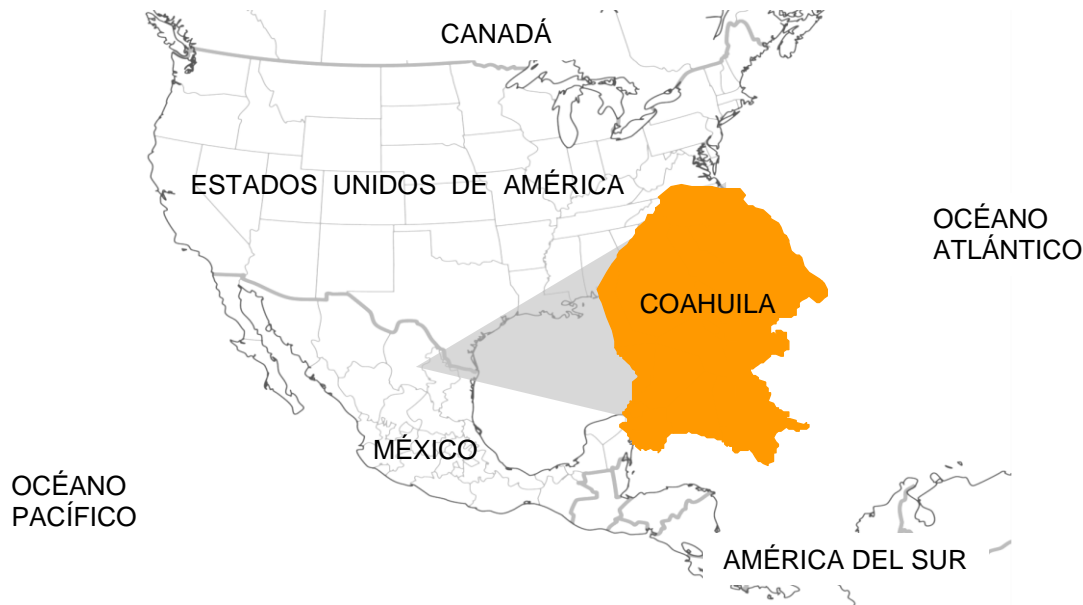 CANADÁ
ESTADOS UNIDOS DE AMÉRICA
OCÉANO
ATLÁNTICO
COAHUILA
MÉXICO
OCÉANO
PACÍFICO
AMÉRICA DEL SUR